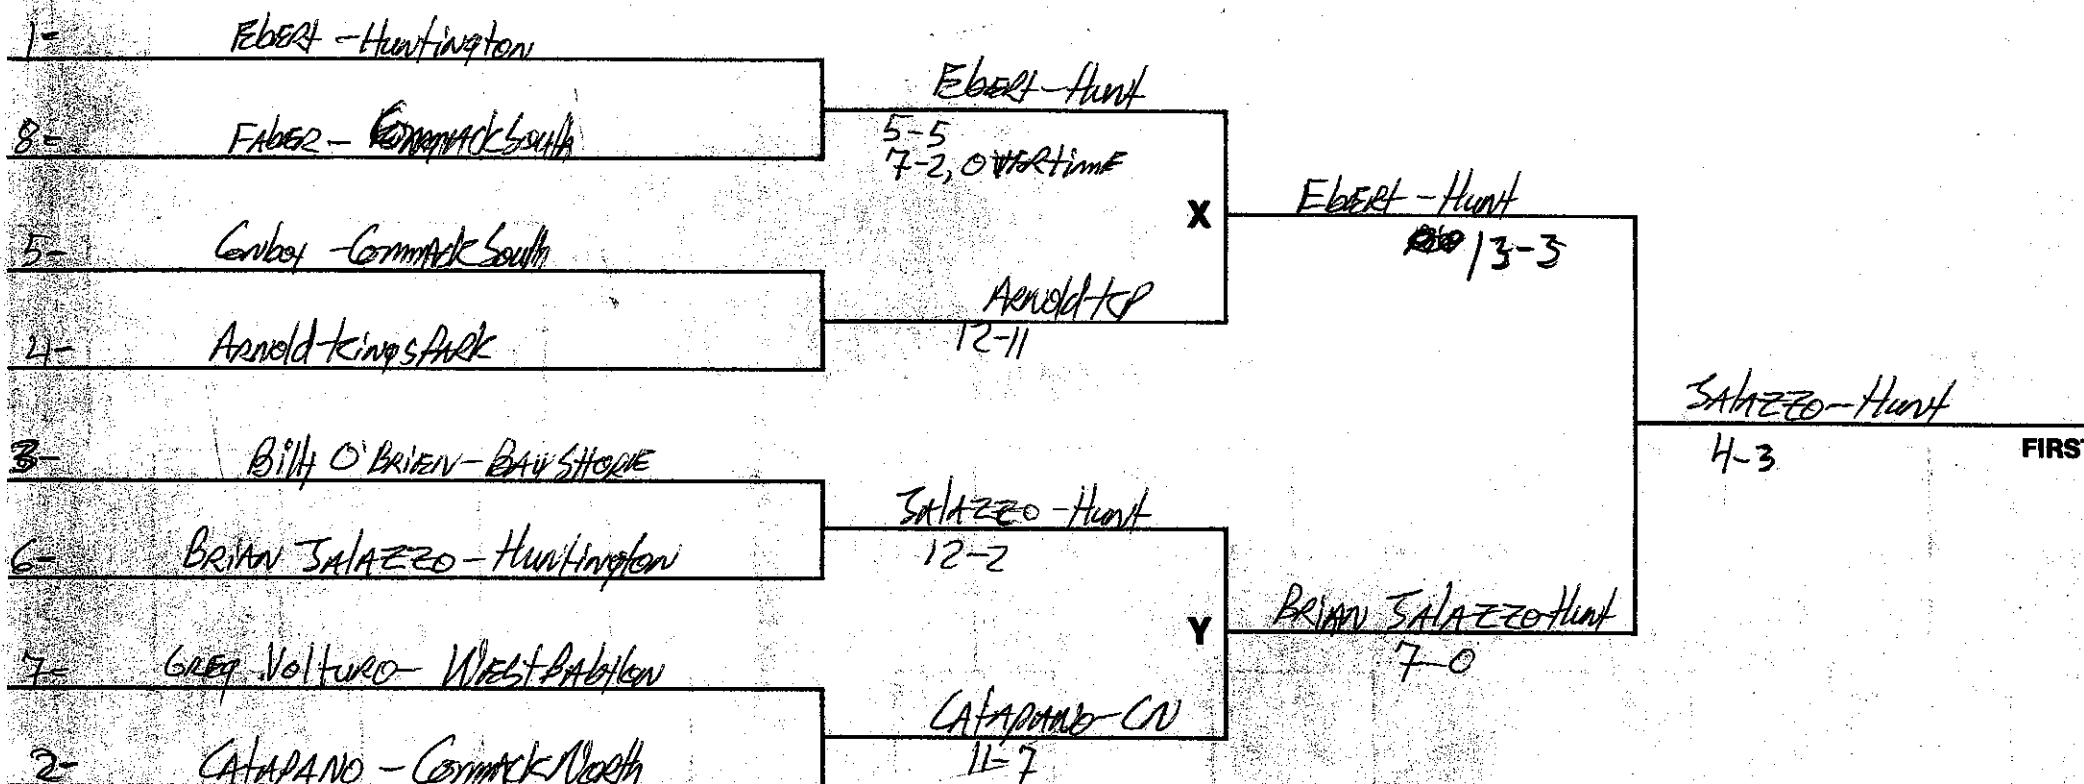 1- Ebert - Huntington
8- Faber - Commack South
5- Conboy - Commack South
4- Arnold - Kings Park
3- Bill O'Brien - Bay Shore
6- Brian Salazzo - Huntington
7- Greg Volturo - West Babylon
2- Catapano - Commack North
Ebert - Hunt
5-5
7-2, overtime
Arnold - KP
12-11
Salazzo - Hunt
12-2
Catapano - CN
11-7
X
Ebert - Hunt
13-3
Y
Brian Salazzo Hunt
7-0
Salazzo - Hunt
4-3
FIRST